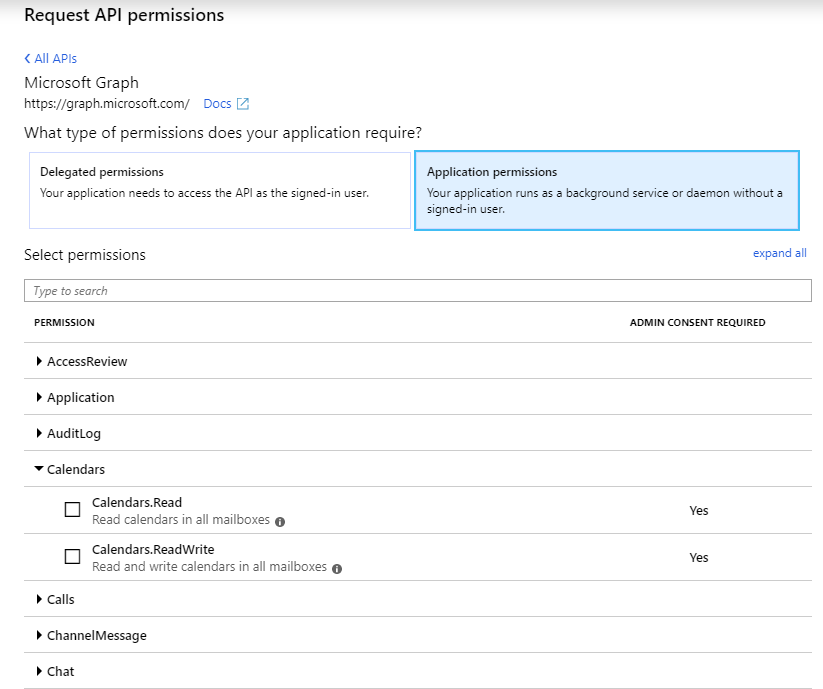 Request API permissions
All APIs
Microsoft Graph
https://graph.microsoft.com/ Docs
What type of permissions does your application require?
Delegated permissions
Your application needs to access the API as the signed-in user.
Application permissions
Your application runs as a background service or daemon without a
signed-in user.
Select permissions
expand all
Type to search
PERMISSION ADMIN CONSENT REQUIRED
AccessReview
Application
AuditLog
Calendars
Calendars.Read
Read calendars in all mailboxes
Yes
Calendars.ReadWrite
Read and write calendars in all mailboxes
Yes
Calls
ChannelMessage
Chat